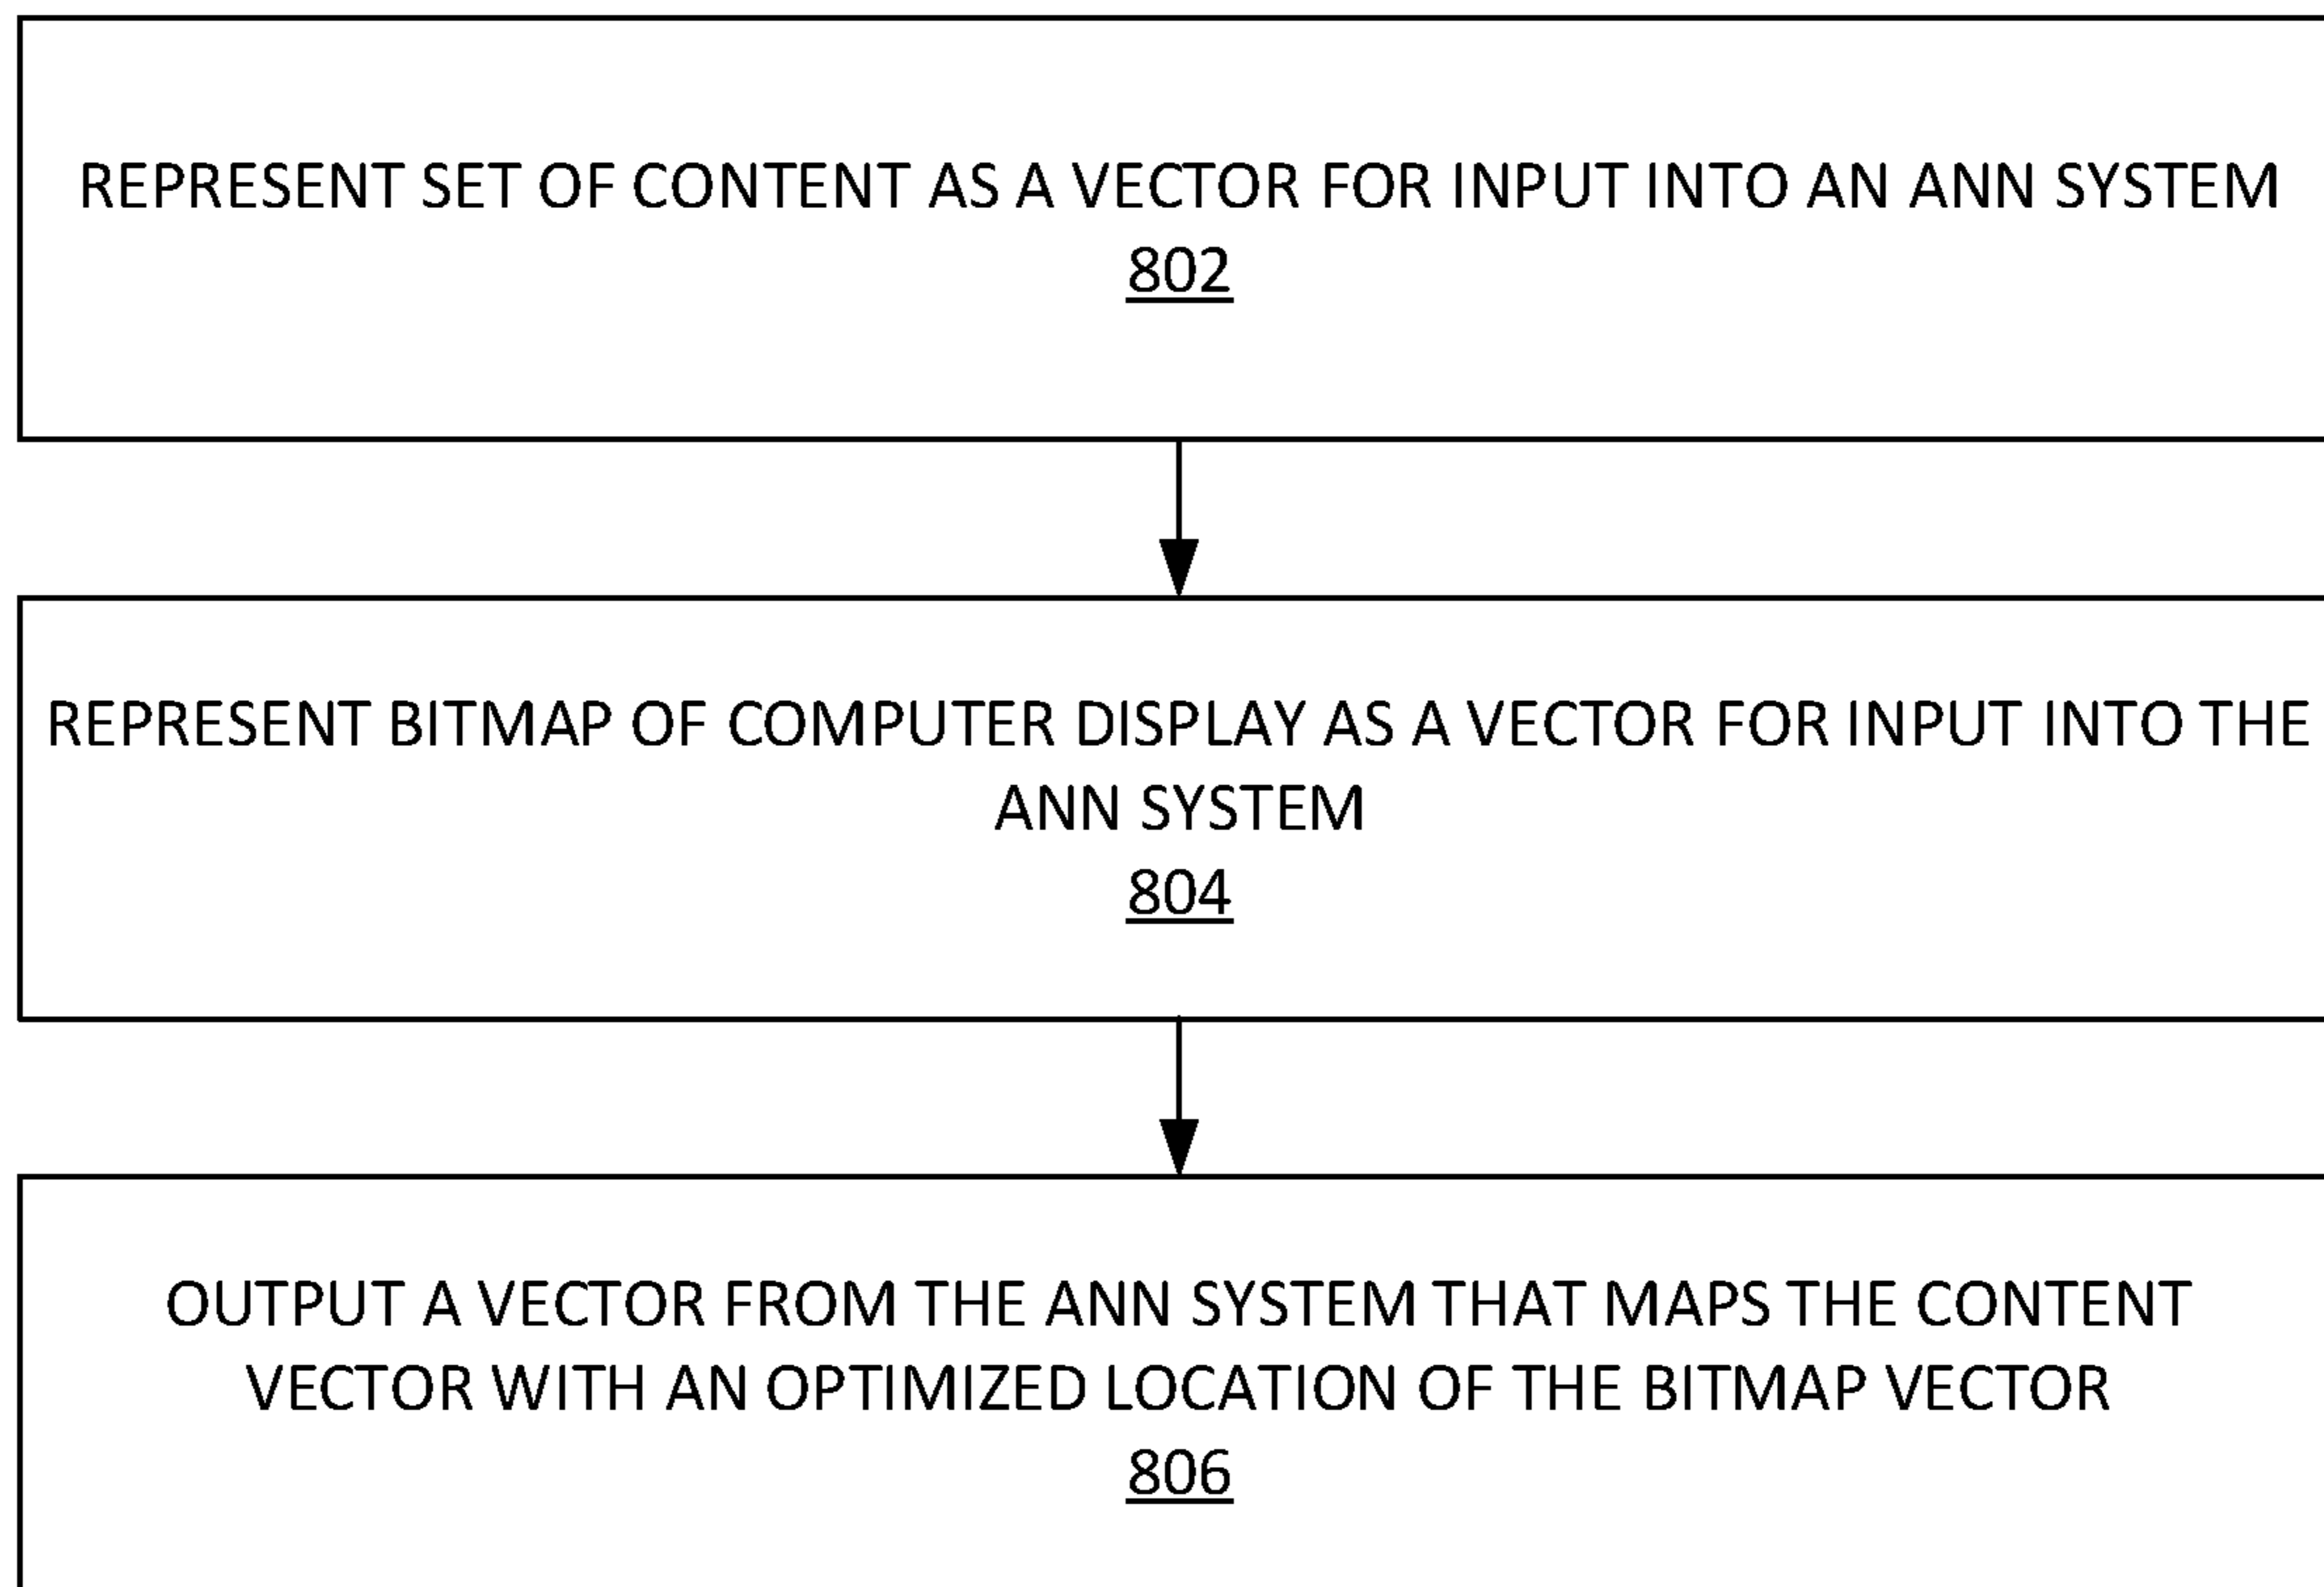 REPRESENT SET OF CONTENT AS A VECTOR FOR INPUT INTO AN ANN SYSTEM
802
REPRESENT BITMAP OF COMPUTER DISPLAY AS A VECTOR FOR INPUT INTO THE
ANN SYSTEM
804
OUTPUT A VECTOR FROM THE ANN SYSTEM THAT MAPS THE CONTENT
VECTOR WITH AN OPTIMIZED LOCATION OF THE BITMAP VECTOR
806